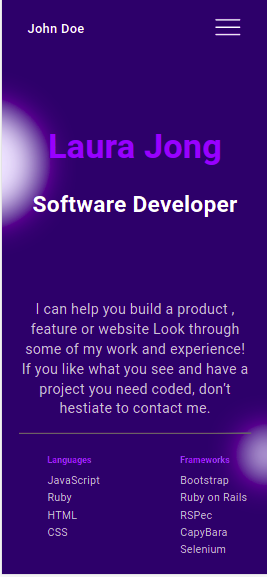 John Doe
Laura Jong
Software Developer
I can help you build a product ,
feature or website Look through
some of my work and experience!
If you like what you see and have a
project you need coded, don't
hestiate to contact me.
Languages
JavaScript
Ruby
HTML
CSS
Frameworks
Bootstrap
Ruby on Rails
RSPec
CapyBara
Selenium